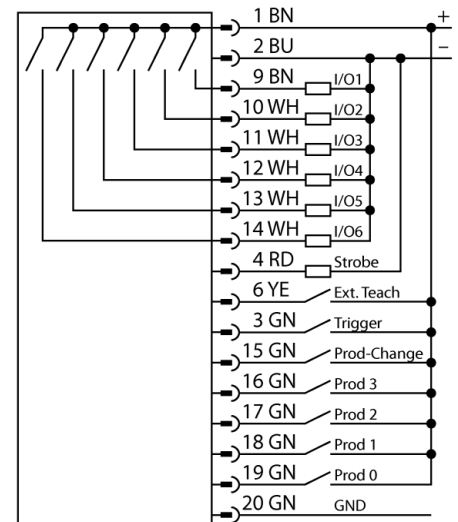 1 BN +
2 BU −
9 BN I/O1
10 WH I/O2
11 WH I/O3
12 WH I/O4
13 WH I/O5
14 WH I/O6
4 RD Strobe
6 YE Ext. Teach
3 GN Trigger
15 GN Prod-Change
16 GN Prod 3
17 GN Prod 2
18 GN Prod 1
19 GN Prod 0
20 GN GND